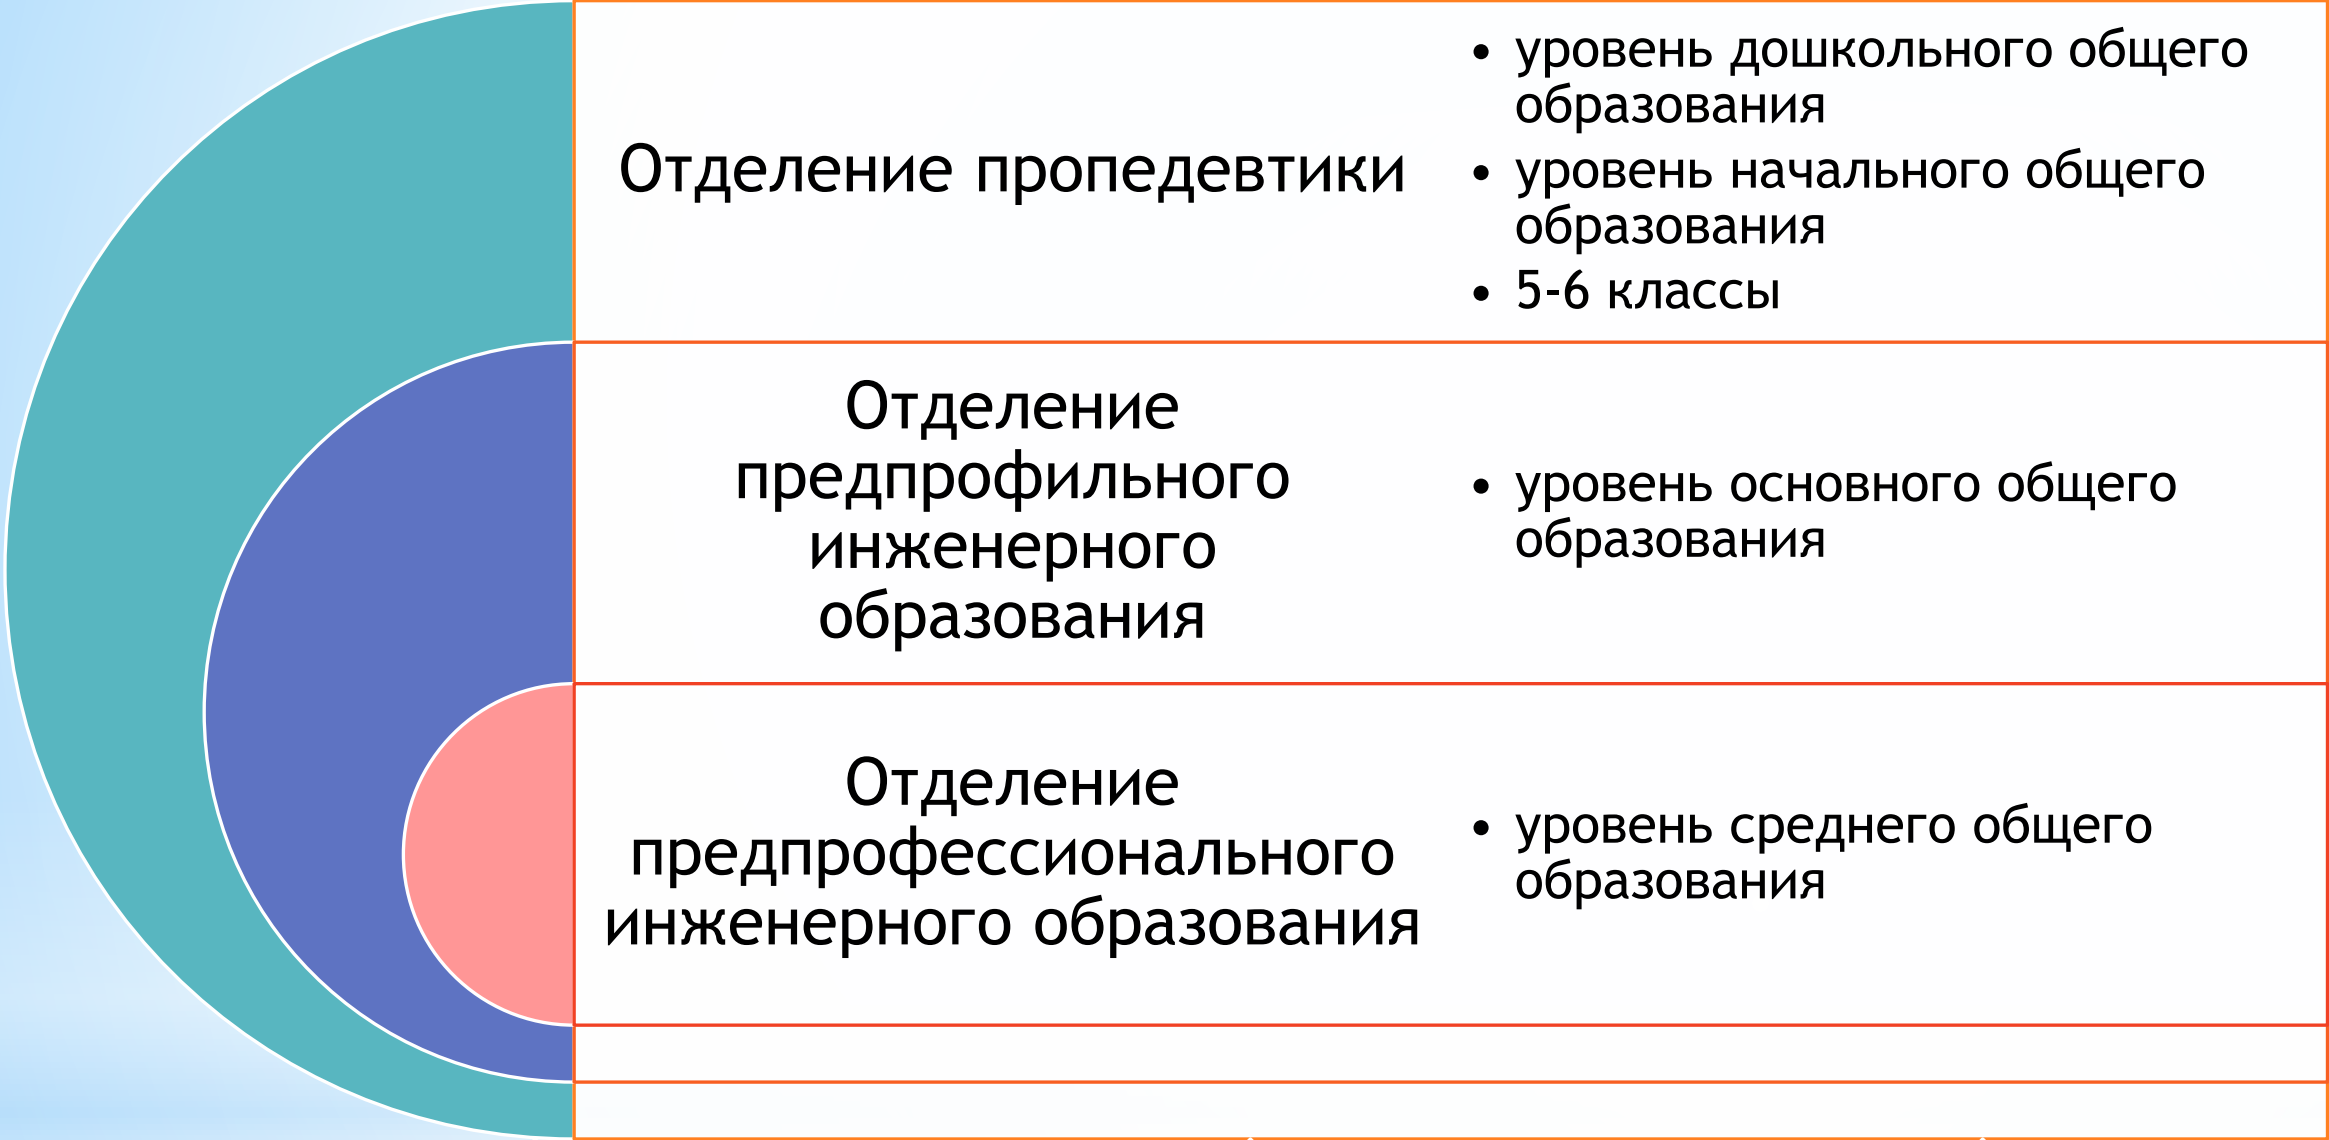 Отделение пропедевтики
• уровень дошкольного общего
образования
• уровень начального общего
образования
• 5-6 классы
Отделение
предпрофильного
инженерного
образования
• уровень основного общего
образования
Отделение
предпрофессионального
инженерного образования
• уровень среднего общего
образования